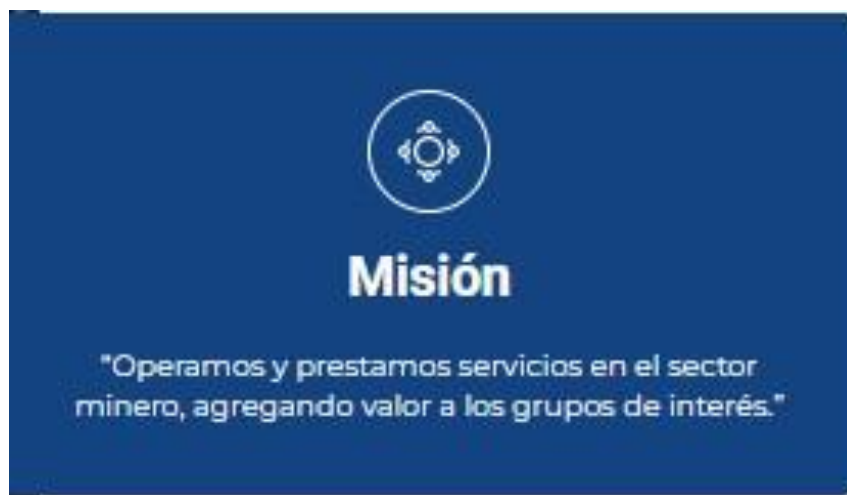 Misión
"Operamos y prestamos servicios en el sector
minero, agregando valor a los grupos de interés."